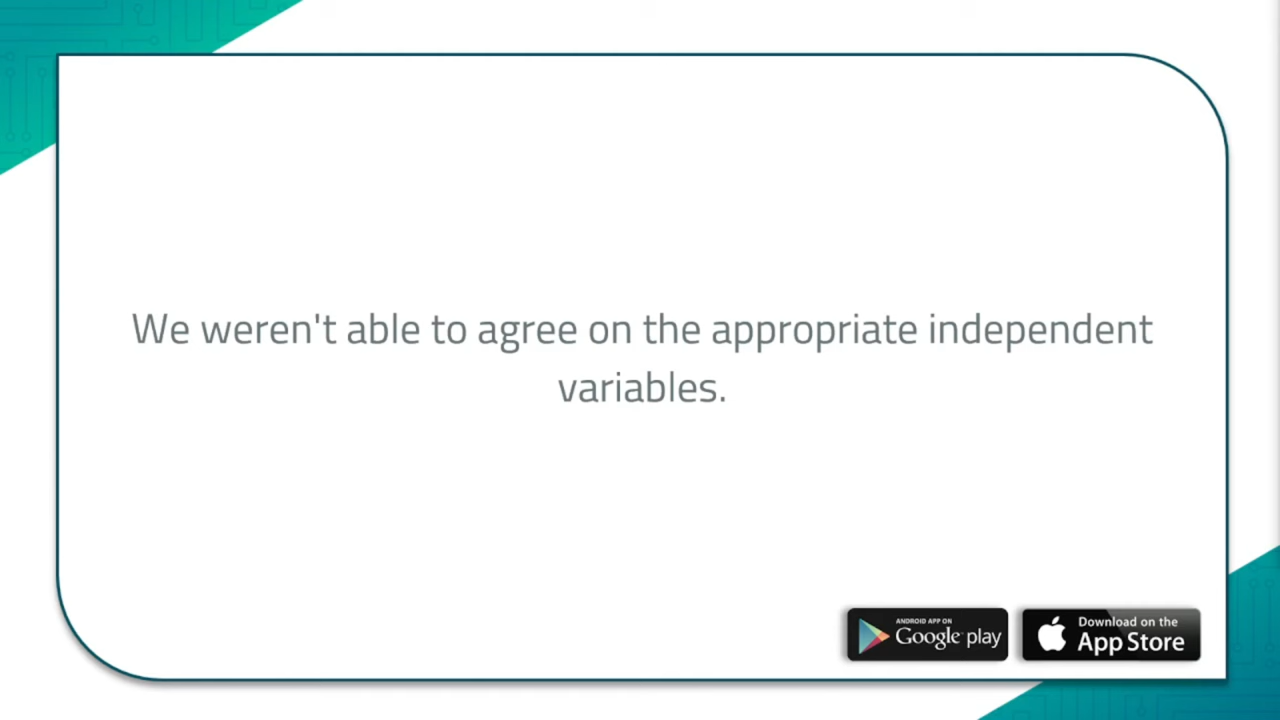 We weren't able to agree on the appropriate independent
variables.
ANDROID APP ON
Google play
Download on the
App Store